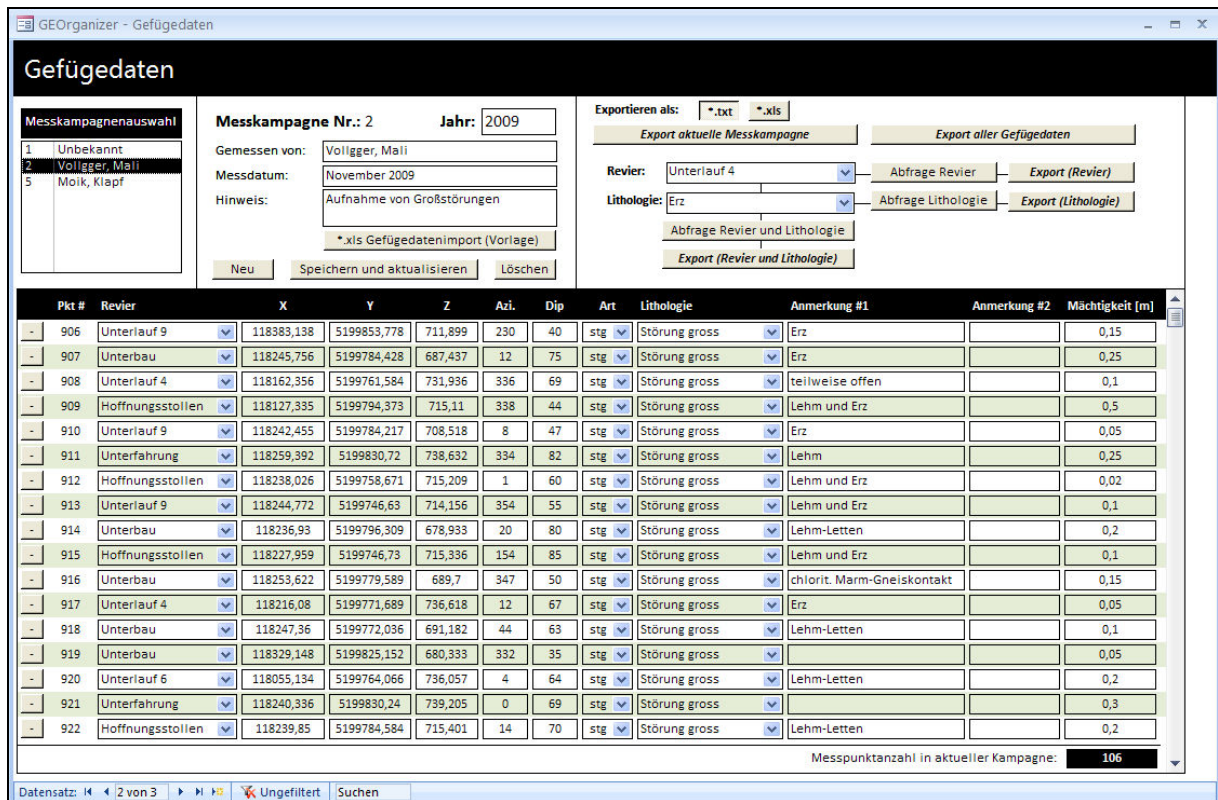 GEOrganizer - Gefügedaten
Gefügedaten
Messkampagnenauswahl
1 Unbekannt
2 Vollgger, Mali
5 Moik, Klapf
Messkampagne Nr.: 2 Jahr: 2009
Gemessen von: Vollgger, Mali
Messdatum: November 2009
Hinweis: Aufnahme von Großstörungen
*.xls Gefügedatenimport (Vorlage)
Neu Speichern und aktualisieren Löschen
Exportieren als: *.txt *.xls
Export aktuelle Messkampagne Export aller Gefügedaten
Revier: Unterlauf 4 Abfrage Revier Export (Revier)
Lithologie: Erz Abfrage Lithologie Export (Lithologie)
Abfrage Revier und Lithologie
Export (Revier und Lithologie)
Pkt # Revier X Y Z Azi. Dip Art Lithologie Anmerkung #1 Anmerkung #2 Mächtigkeit [m]
- 906 Unterlauf 9 118383,138 5199853,778 711,899 230 40 stg Störung gross Erz 0,15
- 907 Unterbau 118245,756 5199784,428 687,437 12 75 stg Störung gross Erz 0,25
- 908 Unterlauf 4 118162,356 5199761,584 731,936 336 69 stg Störung gross teilweise offen 0,1
- 909 Hoffnungsstollen 118127,335 5199794,373 715,11 338 44 stg Störung gross Lehm und Erz 0,5
- 910 Unterlauf 9 118242,455 5199784,217 708,518 8 47 stg Störung gross Erz 0,05
- 911 Unterfahrung 118259,392 5199830,72 738,632 334 82 stg Störung gross Lehm 0,25
- 912 Hoffnungsstollen 118238,026 5199758,671 715,209 1 60 stg Störung gross Lehm und Erz 0,02
- 913 Unterlauf 9 118244,772 5199746,63 714,156 354 55 stg Störung gross Lehm und Erz 0,1
- 914 Unterbau 118236,93 5199796,309 678,933 20 80 stg Störung gross Lehm-Letten 0,2
- 915 Hoffnungsstollen 118227,959 5199746,73 715,336 154 85 stg Störung gross Lehm und Erz 0,1
- 916 Unterbau 118253,622 5199779,589 689,7 347 50 stg Störung gross chlorit. Marm-Gneiskontakt 0,15
- 917 Unterlauf 4 118216,08 5199771,689 736,618 12 67 stg Störung gross Erz 0,05
- 918 Unterbau 118247,36 5199772,036 691,182 44 63 stg Störung gross Lehm-Letten 0,1
- 919 Unterbau 118329,148 5199825,152 680,333 332 35 stg Störung gross 0,05
- 920 Unterlauf 6 118055,134 5199764,066 736,057 4 64 stg Störung gross Lehm-Letten 0,2
- 921 Unterfahrung 118240,336 5199830,24 739,205 0 69 stg Störung gross 0,3
- 922 Hoffnungsstollen 118239,85 5199784,584 715,401 14 70 stg Störung gross Lehm-Letten 0,2
Messpunktanzahl in aktueller Kampagne: 106
Datensatz: 2 von 3 Ungefiltert Suchen